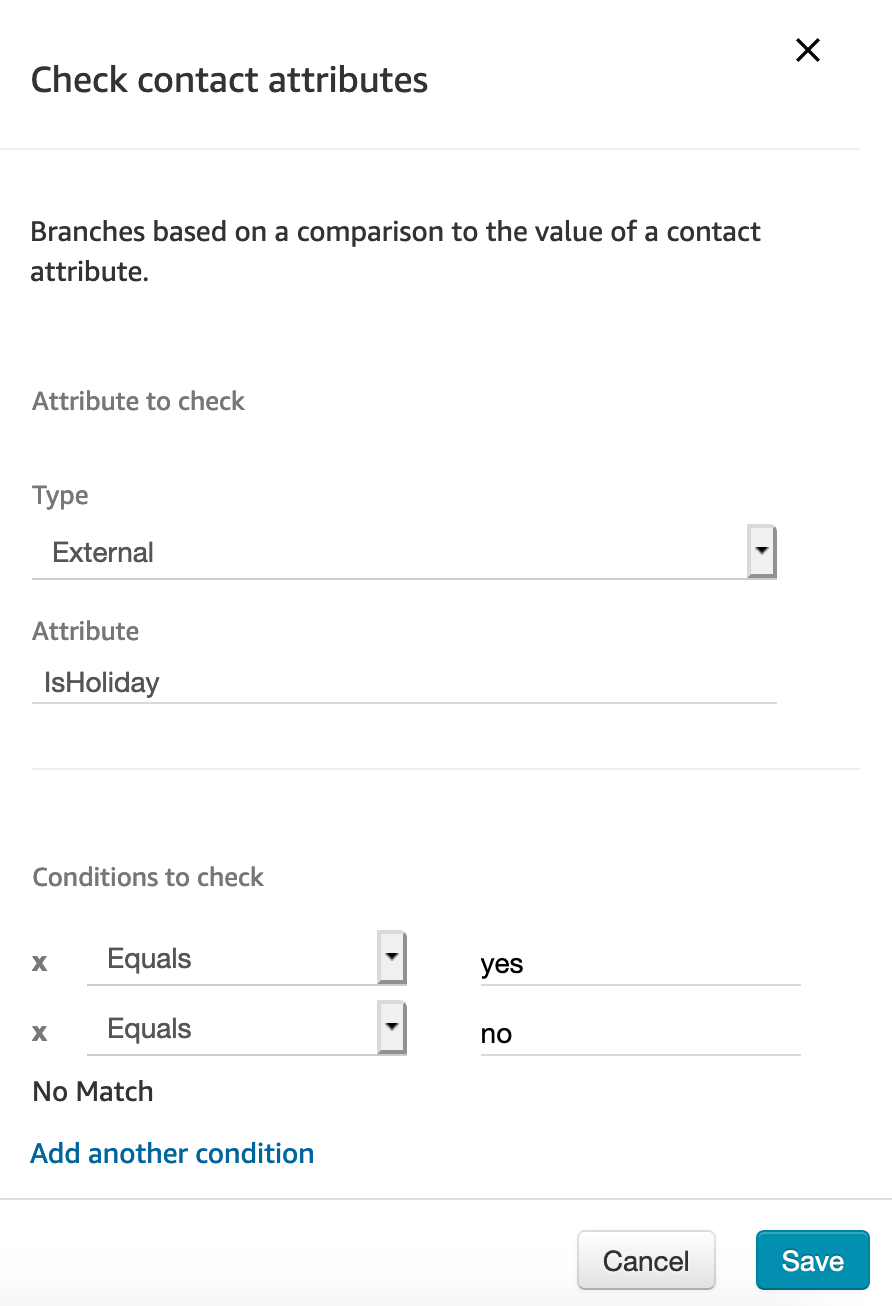 Check contact attributes
Branches based on a comparison to the value of a contact
attribute.
Attribute to check
Type
External
Attribute
IsHoliday
Conditions to check
x Equals yes
x Equals no
No Match
Add another condition
Cancel Save